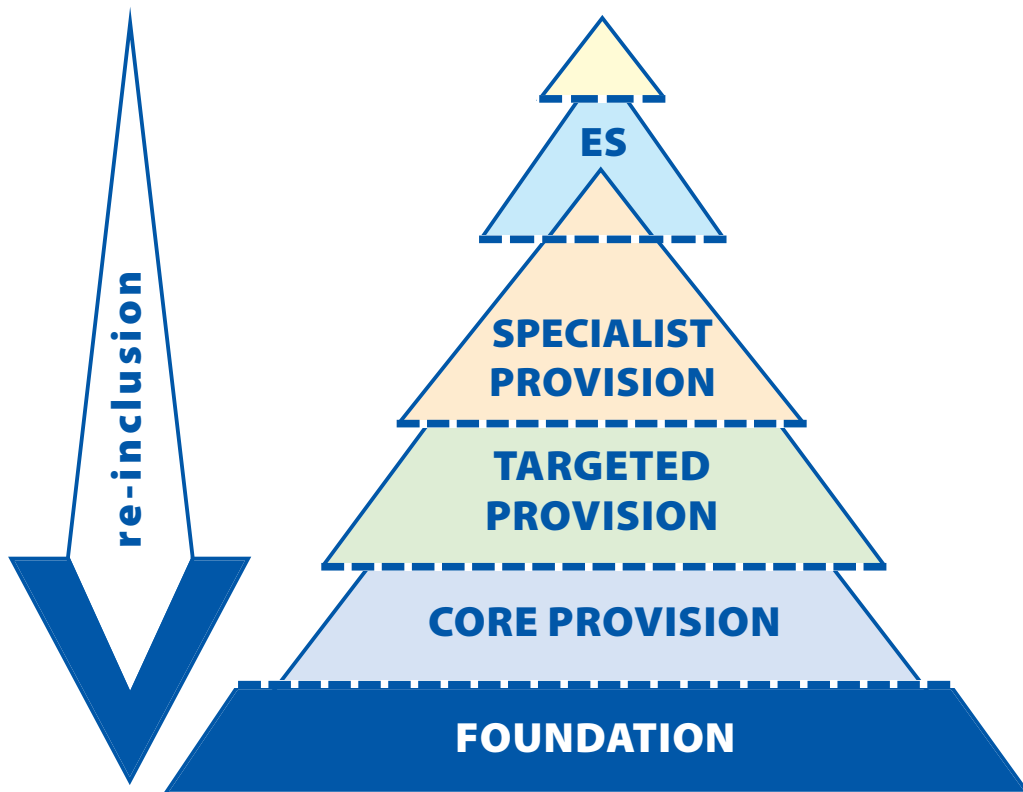 re-inclusion
ES
SPECIALIST
PROVISION
TARGETED
PROVISION
CORE PROVISION
FOUNDATION